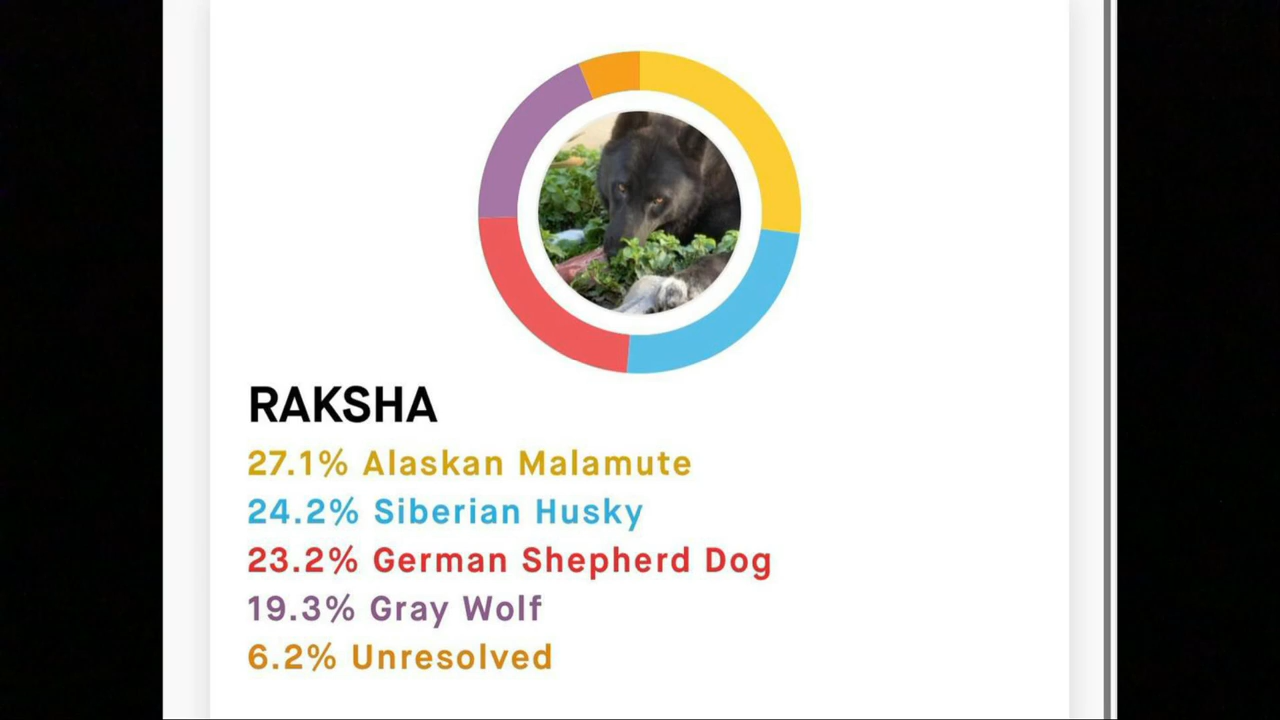 RAKSHA
27.1% Alaskan Malamute
24.2% Siberian Husky
23.2% German Shepherd Dog
19.3% Gray Wolf
6.2% Unresolved